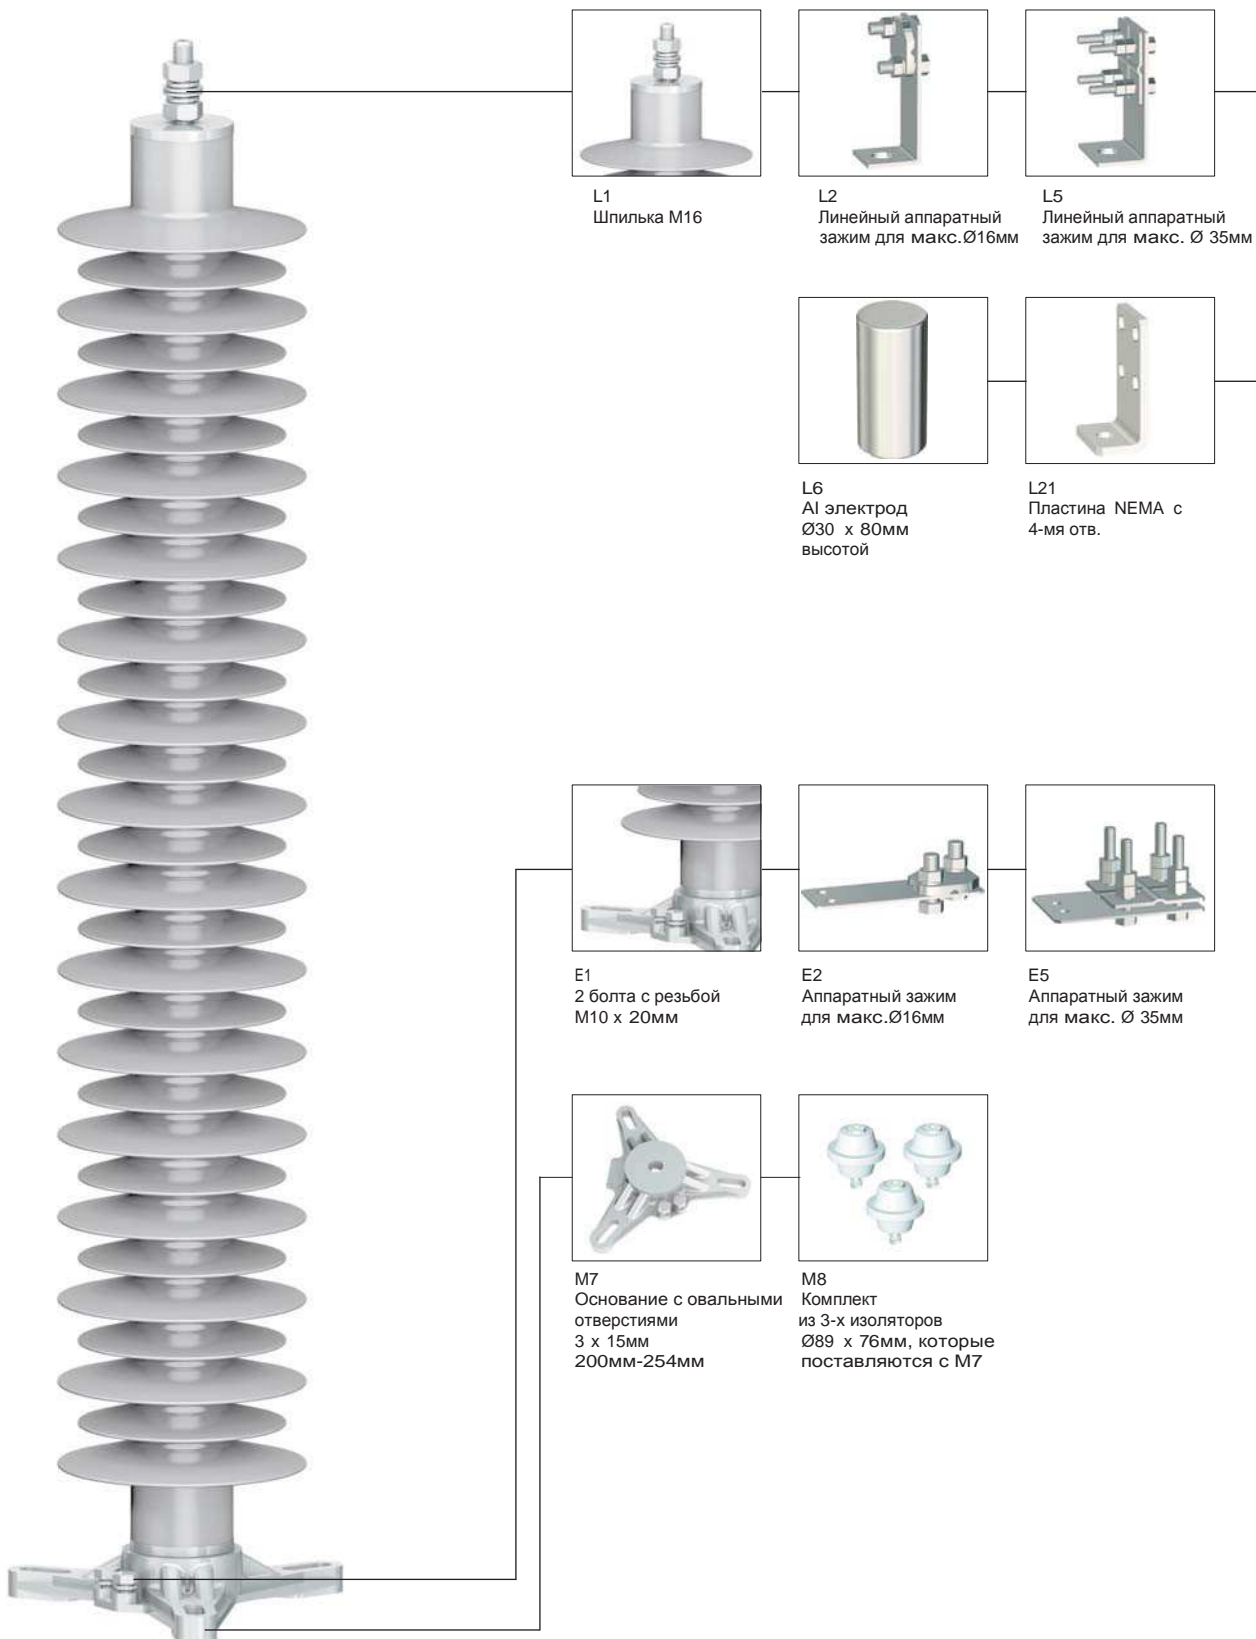 L1
Шпилька M16
L2
Линейный аппаратный
зажим для макс.Ø16мм
L5
Линейный аппаратный
зажим для макс. Ø 35мм
L6
Al электрод
Ø30 x 80мм
высотой
L21
Пластина NEMA с
4-мя отв.
E1
2 болта с резьбой
M10 x 20мм
E2
Аппаратный зажим
для макс.Ø16мм
E5
Аппаратный зажим
для макс. Ø 35мм
M7
Основание с овальными
отверстиями
3 x 15мм
200мм-254мм
M8
Комплект
из 3-х изоляторов
Ø89 x 76мм, которые
поставляются с M7